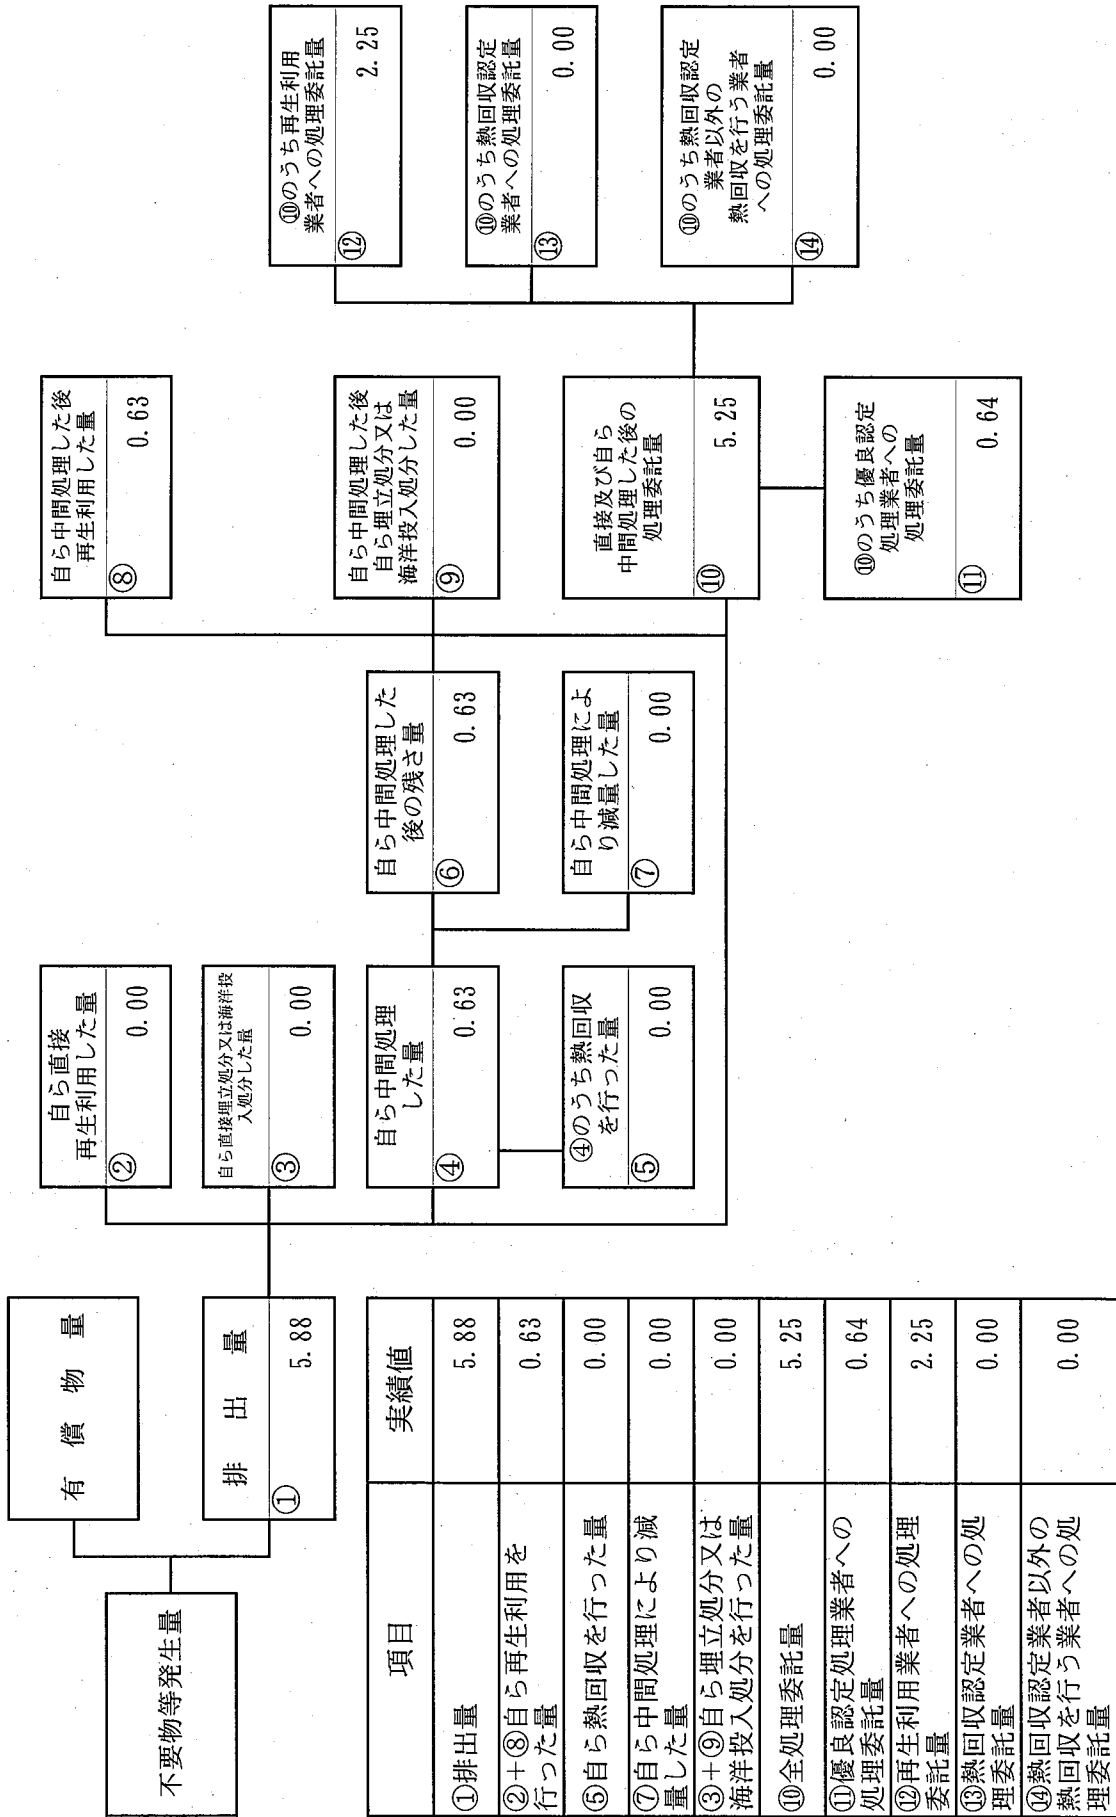 不要物等発生量
有償物量
排出量
① 5.88
自ら直接
再生利用した量
② 0.00
自ら直接埋立処分又は海洋投
入処分した量
③ 0.00
自ら中間処理
した量
④ 0.63
④のうち熱回収
を行った量
⑤ 0.00
自ら中間処理した
後の残さ量
⑥ 0.63
自ら中間処理によ
り減量した量
⑦ 0.00
自ら中間処理した後
再生利用した量
⑧ 0.63
自ら中間処理した後
自ら埋立処分又は
海洋投入処分した量
⑨ 0.00
直接及び自ら
中間処理した後の
処理委託量
⑩ 5.25
⑩のうち優良認定
処理業者への
処理委託量
⑪ 0.64
⑩のうち再生利用
業者への処理委託量
⑫ 2.25
⑩のうち熱回収認定
業者への処理委託量
⑬ 0.00
⑩のうち熱回収認定
業者以外の
熱回収を行う業者
への処理委託量
⑭ 0.00
項目 実績値
①排出量 5.88
②+⑧自ら再生利用を
行った量 0.63
⑤自ら熱回収を行った量 0.00
⑦自ら中間処理により減
量した量 0.00
③+⑨自ら埋立処分又は
海洋投入処分を行った量 0.00
⑩全処理委託量 5.25
⑪優良認定処理業者への
処理委託量 0.64
⑫再生利用業者への処理
委託量 2.25
⑬熱回収認定業者への処
理委託量 0.00
⑭熱回収認定業者以外の
熱回収を行う業者への処
理委託量 0.00